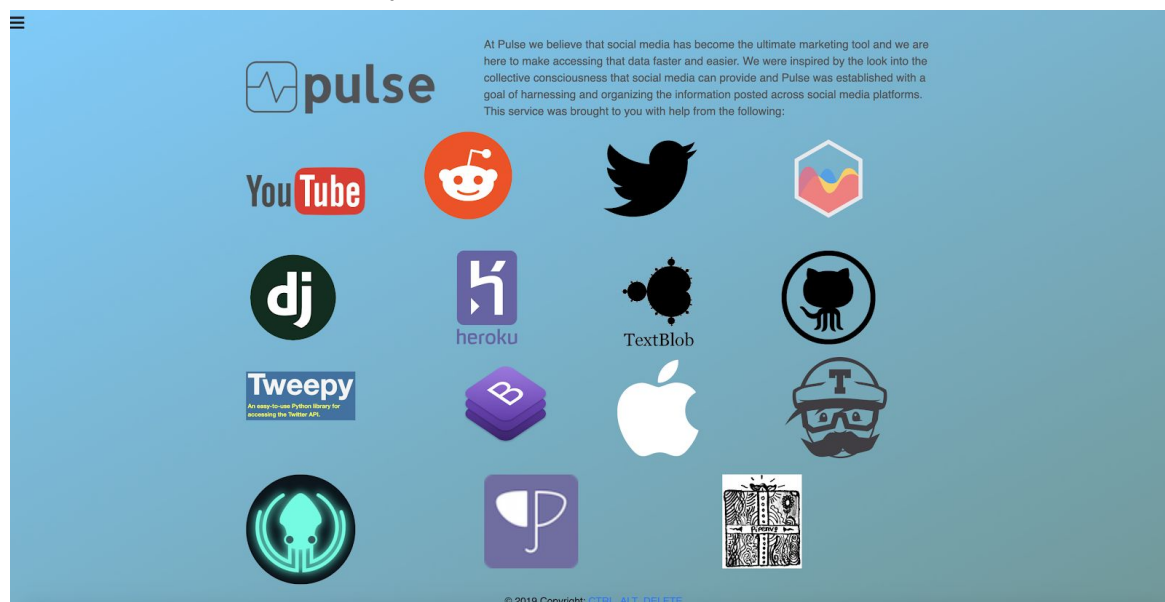 pulse
At Pulse we believe that social media has become the ultimate marketing tool and we are
here to make accessing that data faster and easier. We were inspired by the look into the
collective consciousness that social media can provide and Pulse was established with a
goal of harnessing and organizing the information posted across social media platforms.
This service was brought to you with help from the following:
YouTube
dj
heroku
TextBlob
Tweepy
An easy-to-use Python library for
accessing the Twitter API.
B
T
P
Pipenv
© 2019 Copyright: CTRL_ALT_DELETE